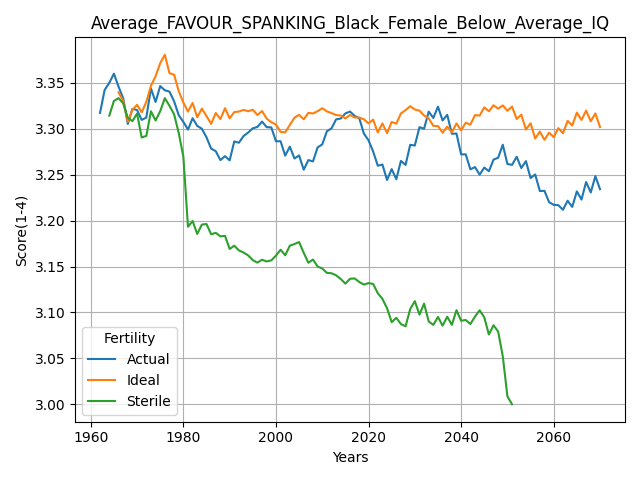 Average_FAVOUR_SPANKING_Black_Female_Below_Average_IQ
Score(1-4)
3.35
3.30
3.25
3.20
3.15
3.10
3.05
3.00
Fertility
Actual
Ideal
Sterile
1960 1980 2000 2020 2040 2060
Years